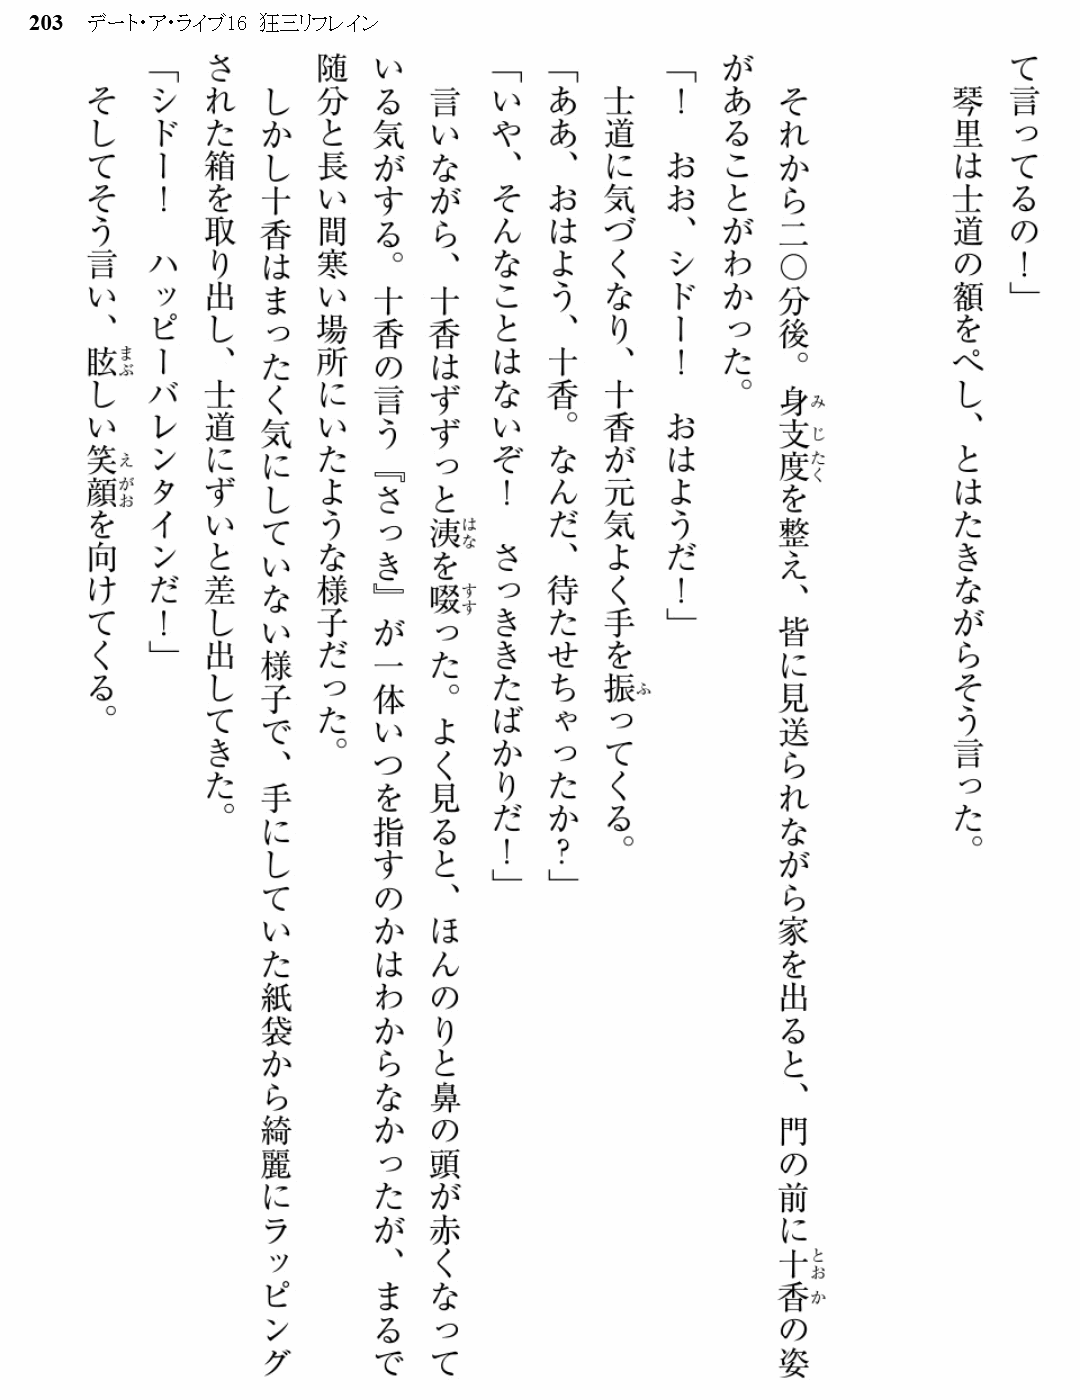 203 デート・ア・ライブ16 狂三リフレイン
て言ってるの！」
琴里は士道の額をぺし、とはたきながらそう言った。
それから二〇分後。身支度を整え、皆に見送られながら家を出ると、門の前に十香の姿
があることがわかった。
「！　おお、シドー！　おはようだ！」
士道に気づくなり、十香が元気よく手を振ってくる。
「ああ、おはよう、十香。なんだ、待たせちゃったか？」
「いや、そんなことはないぞ！　さっききたばかりだ！」
言いながら、十香はずずっと洟を啜った。よく見ると、ほんのりと鼻の頭が赤くなって
いる気がする。十香の言う『さっき』が一体いつを指すのかはわからなかったが、まるで
随分と長い間寒い場所にいたような様子だった。
しかし十香はまったく気にしていない様子で、手にしていた紙袋から綺麗にラッピング
された箱を取り出し、士道にずいと差し出してきた。
「シドー！　ハッピーバレンタインだ！」
そしてそう言い、眩しい笑顔を向けてくる。